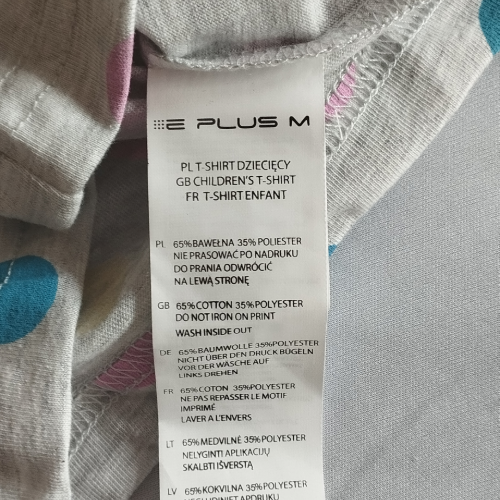 E PLUS M
PL T-SHIRT DZIECIĘCY
GB CHILDREN'S T-SHIRT
FR T-SHIRT ENFANT
PL 65%BAWEŁNA 35%POLIESTER
NIE PRASOWAĆ PO NADRUKU
DO PRANIA ODWRÓCIĆ
NA LEWĄ STRONĘ
GB 65%COTTON 35%POLYESTER
DO NOT IRON ON PRINT
WASH INSIDE OUT
DE 65%BAUMWOLLE 35%POLYESTER
NICHT ÜBER DEN DRUCK BÜGELN
VOR DER WÄSCHE AUF
LINKS DREHEN
FR 65%COTON 35%POLYESTER
NE PAS REPASSER LE MOTIF
IMPRIMÉ
LAVER A L'ENVERS
LT 65%MEDVILNĖ 35%POLYESTER
NELYGINTI APLIKACIJŲ
SKALBTI IŠVERSTĄ
LV 65%KOKVILNA 35%POLYESTER
NEGLUDINIET APDRUKU